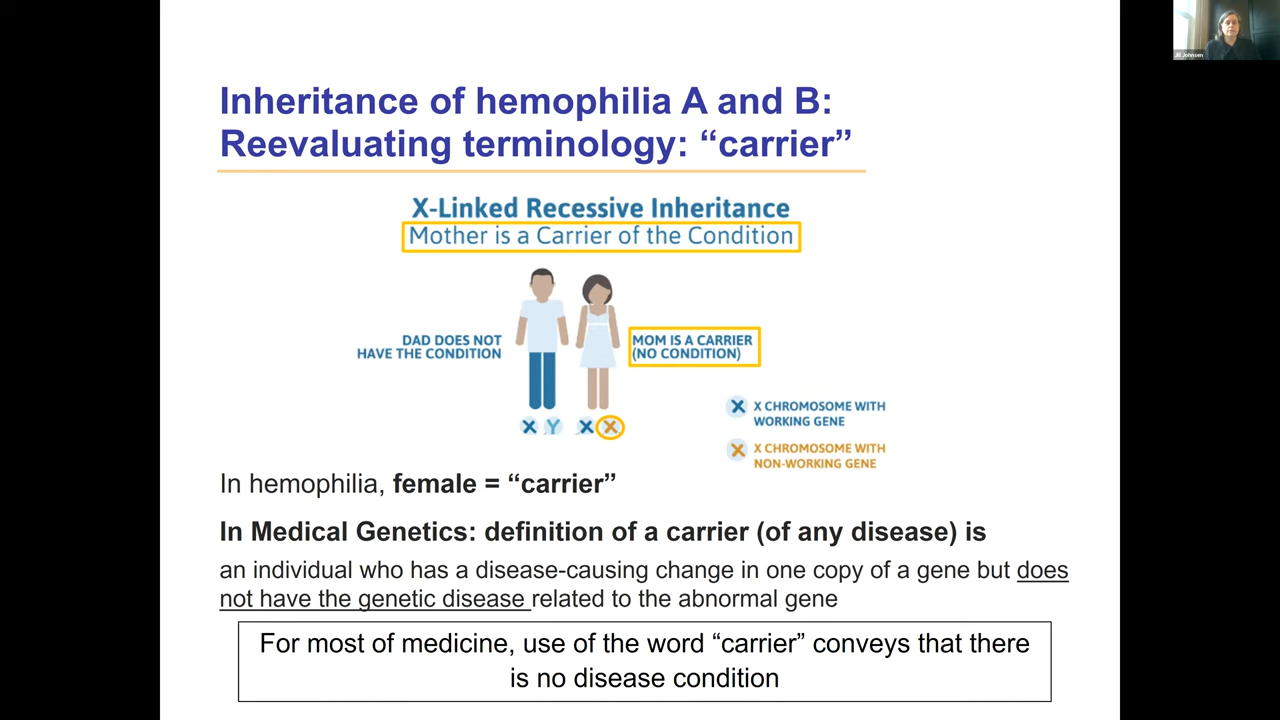 Jill Johnsen
Inheritance of hemophilia A and B:
Reevaluating terminology: “carrier”
X-Linked Recessive Inheritance
Mother is a Carrier of the Condition
DAD DOES NOT
HAVE THE CONDITION
MOM IS A CARRIER
(NO CONDITION)
X Y X X
X X CHROMOSOME WITH
WORKING GENE
X X CHROMOSOME WITH
NON-WORKING GENE
In hemophilia, female = “carrier”
In Medical Genetics: definition of a carrier (of any disease) is
an individual who has a disease-causing change in one copy of a gene but does
not have the genetic disease related to the abnormal gene
For most of medicine, use of the word “carrier” conveys that there
is no disease condition